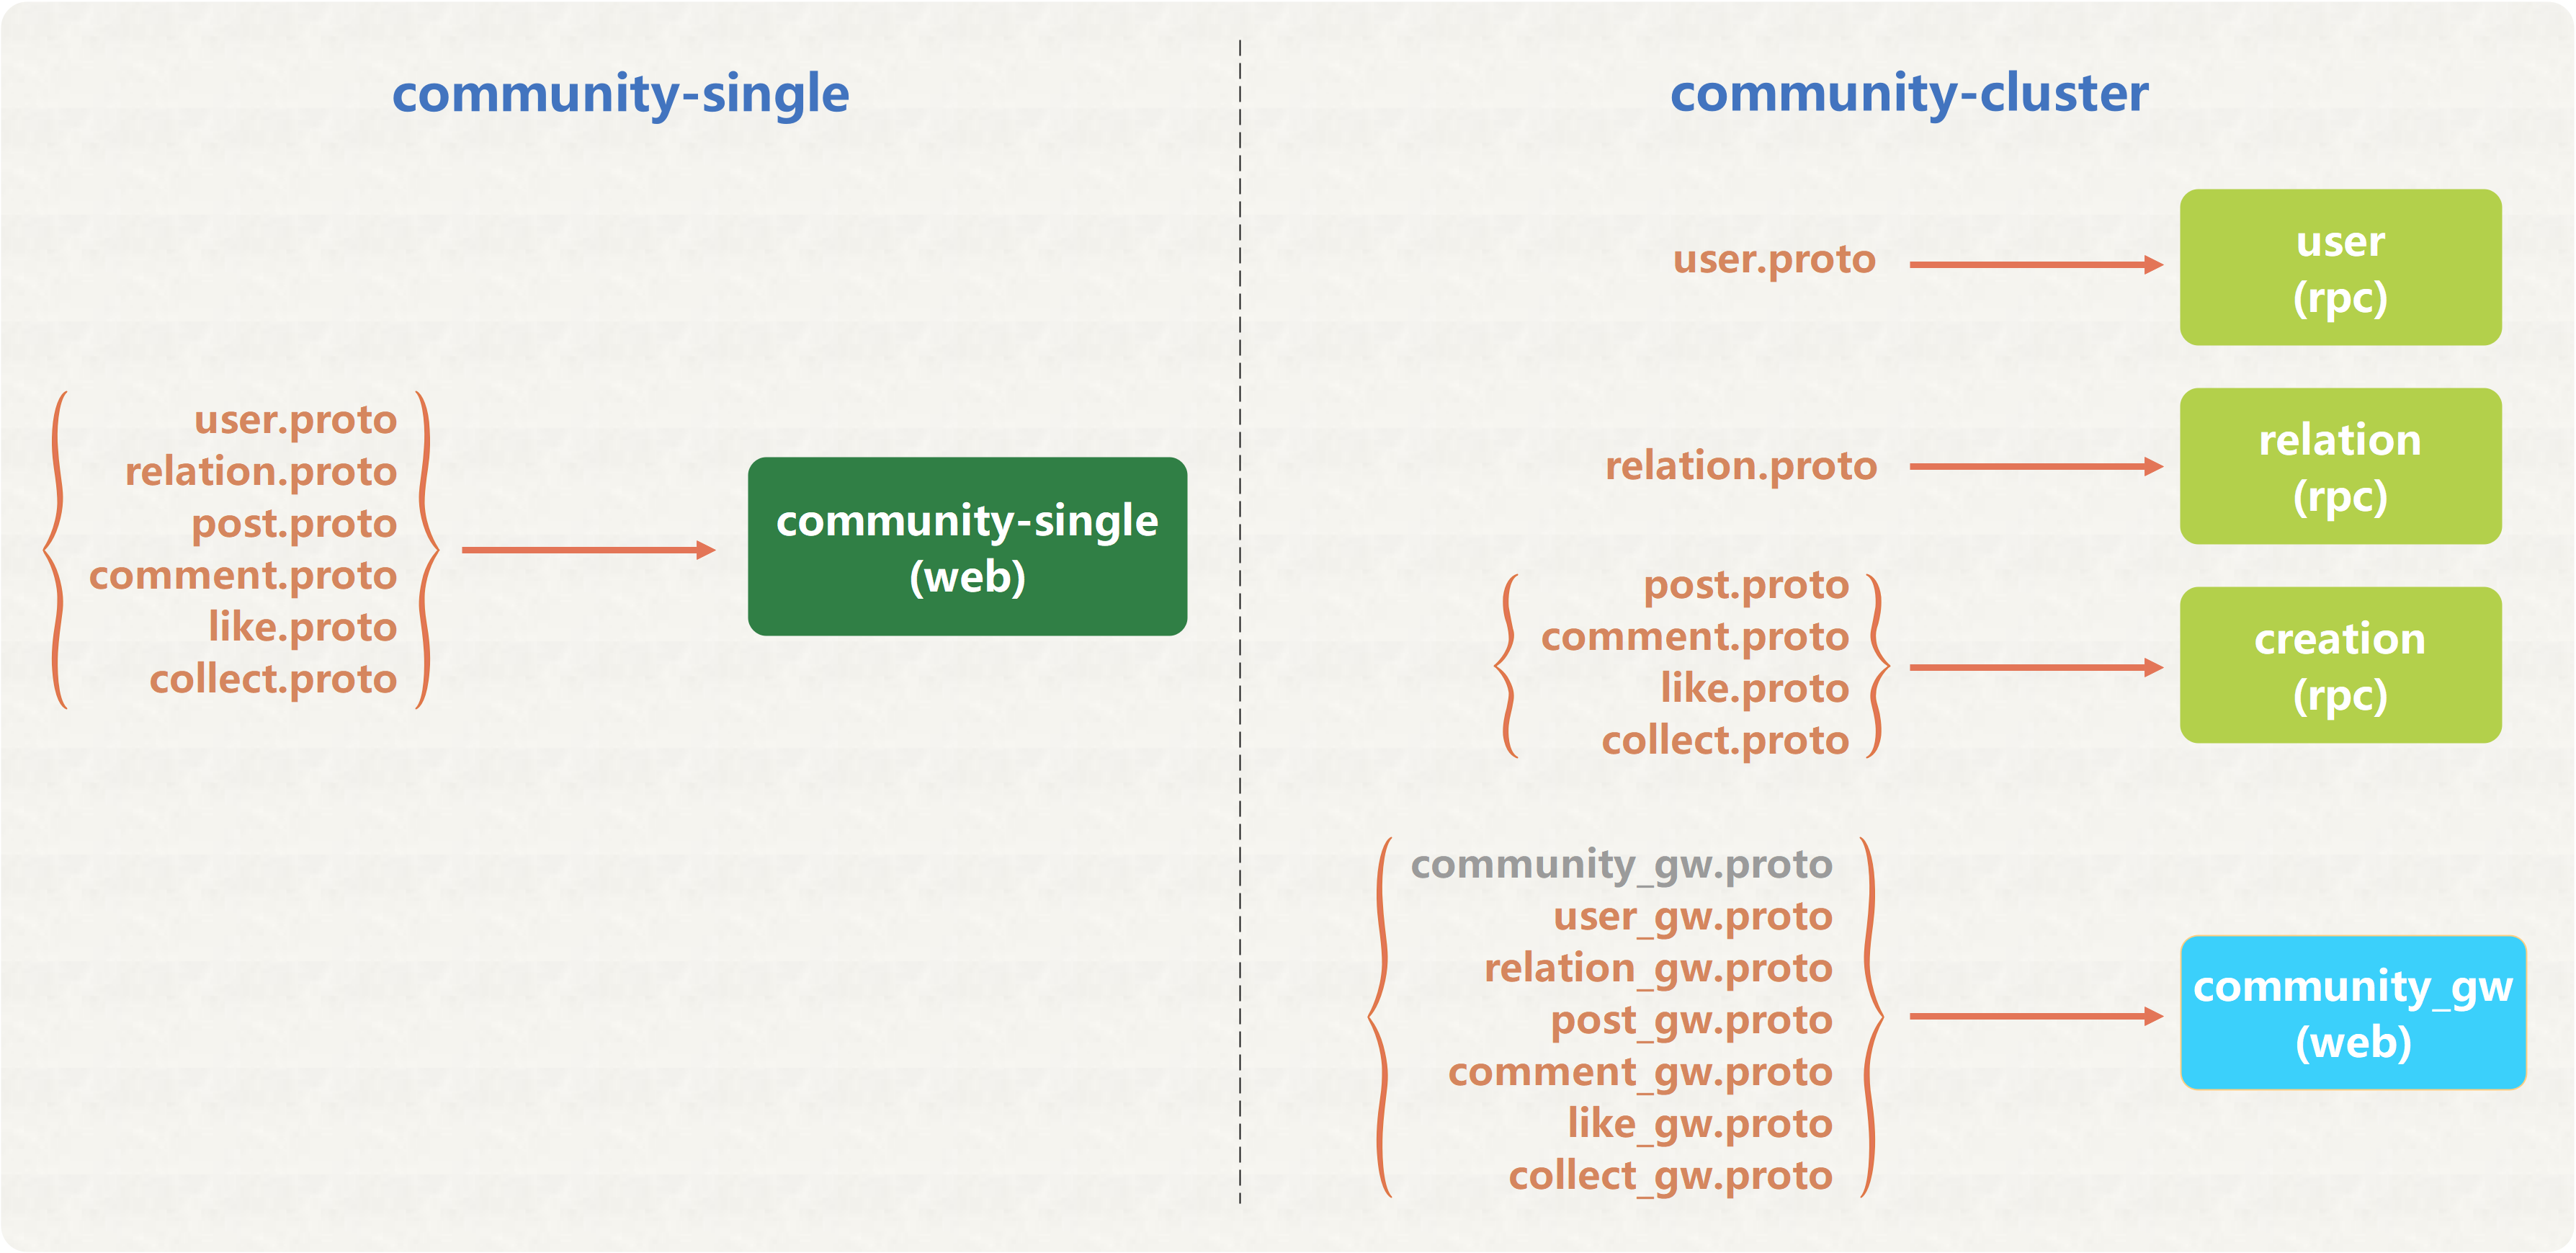 community-single
user.proto
relation.proto
post.proto
comment.proto
like.proto
collect.proto
community-single
(web)
community-cluster
user.proto
user
(rpc)
relation.proto
relation
(rpc)
post.proto
comment.proto
like.proto
collect.proto
creation
(rpc)
community_gw.proto
user_gw.proto
relation_gw.proto
post_gw.proto
comment_gw.proto
like_gw.proto
collect_gw.proto
community_gw
(web)